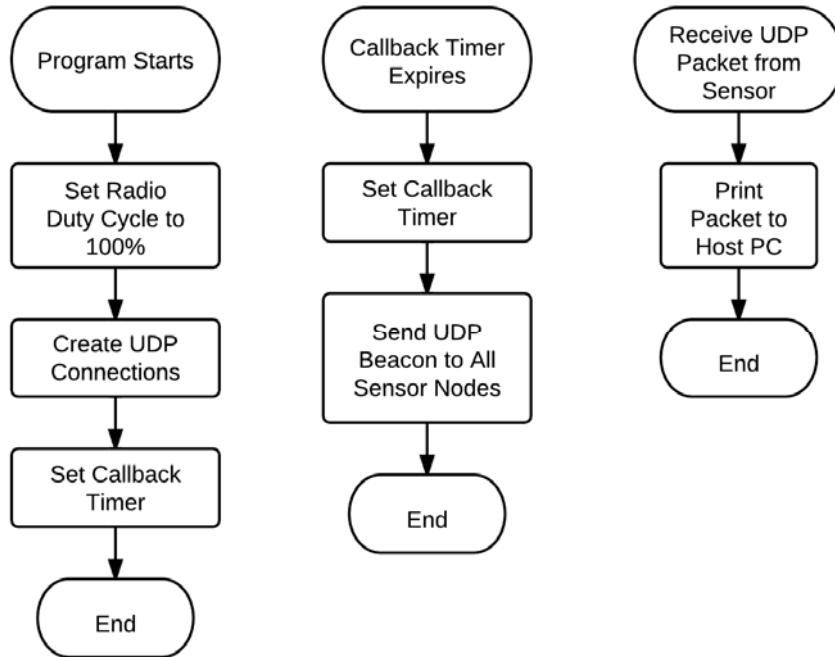 Program Starts
Set Radio
Duty Cycle to
100%
Create UDP
Connections
Set Callback
Timer
End
Callback Timer
Expires
Set Callback
Timer
Send UDP
Beacon to All
Sensor Nodes
End
Receive UDP
Packet from
Sensor
Print
Packet to
Host PC
End